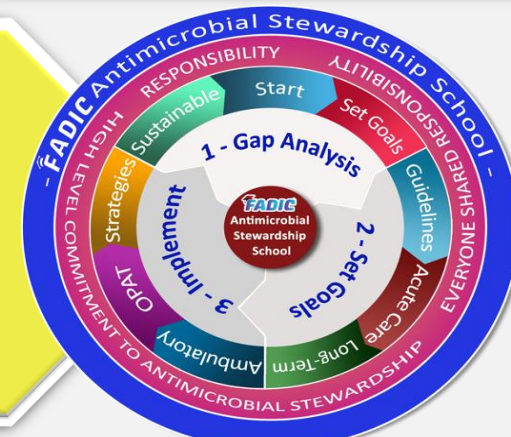 - FADIC Antimicrobial Stewardship School -
HIGH LEVEL COMMITMENT TO ANTIMICROBIAL STEWARDSHIP
EVERYONE SHARED RESPONSIBILITY
RESPONSIBILITY
Start
Set Goals
Guidelines
Acute Care
Long-Term
Ambulatory
OPAT
Strategies
Sustainable
1 - Gap Analysis
2 - Set Goals
3 - Implement
FADIC
Antimicrobial
Stewardship
School